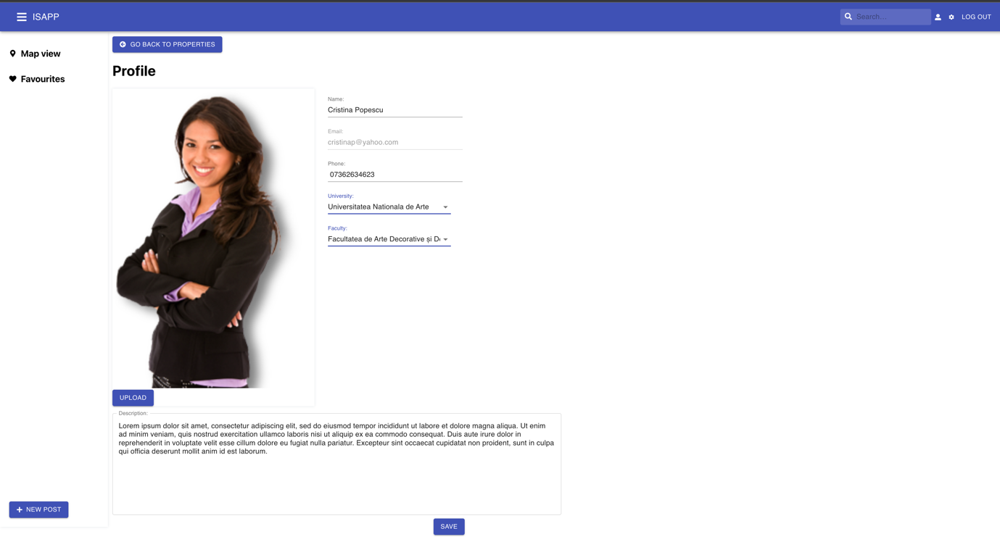 ISAPP
Search…
LOG OUT
Map view
Favourites
GO BACK TO PROPERTIES
Profile
Name:
Cristina Popescu
Email:
cristinap@yahoo.com
Phone:
07362634623
University:
Universitatea Nationala de Arte
Faculty:
Facultatea de Arte Decorative și D
UPLOAD
Description:
Lorem ipsum dolor sit amet, consectetur adipiscing elit, sed do eiusmod tempor incididunt ut labore et dolore magna aliqua. Ut enim
ad minim veniam, quis nostrud exercitation ullamco laboris nisi ut aliquip ex ea commodo consequat. Duis aute irure dolor in
reprehenderit in voluptate velit esse cillum dolore eu fugiat nulla pariatur. Excepteur sint occaecat cupidatat non proident, sunt in culpa
qui officia deserunt mollit anim id est laborum.
NEW POST
SAVE